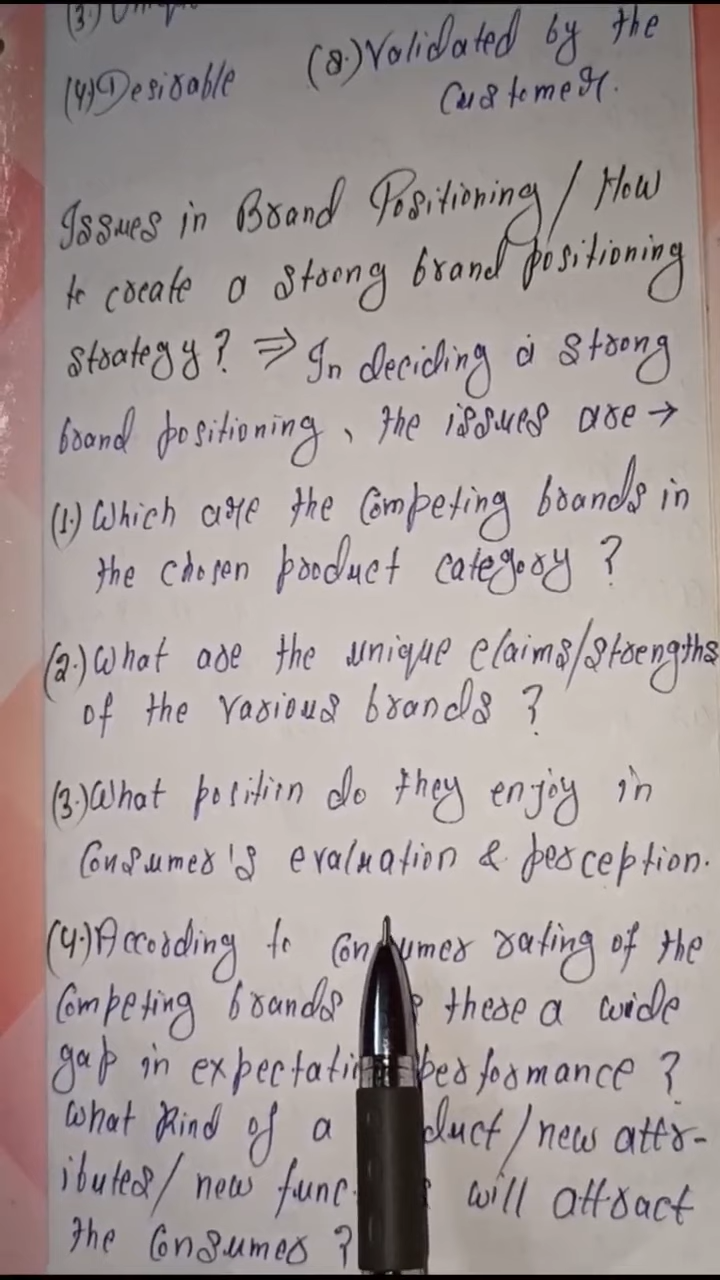 (3.) Unique
(4) Desirable
(8.) Validated by the
Customer.
Issues in Brand Positioning / How
to create a strong brand positioning
strategy? ⇒ In deciding a strong
brand positioning, the issues are →
(1.) Which are the Competing brands in
the chosen product category?
(2.) What are the unique claims/strengths
of the various brands?
(3.) What position do they enjoy in
Consumer's evaluation & perception.
(4.) According to Consumer rating of the
Competing brands there a wide
gap in performance?
What kind of a /new attr-
ibutes/ new will attract
the Consumer?